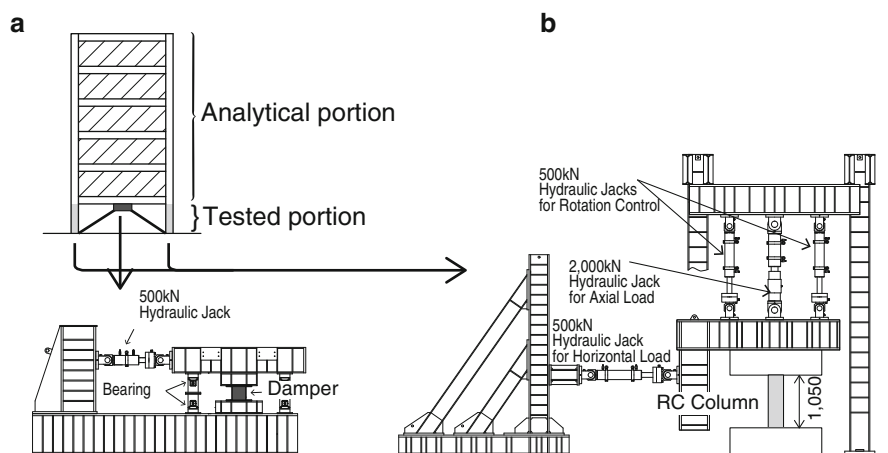 a
Analytical portion
Tested portion
500kN
Hydraulic Jack
Bearing
Damper
b
500kN
Hydraulic Jacks
for Rotation Control
2,000kN
Hydraulic Jack
for Axial Load
500kN
Hydraulic Jack
for Horizontal Load
RC Column
1,050